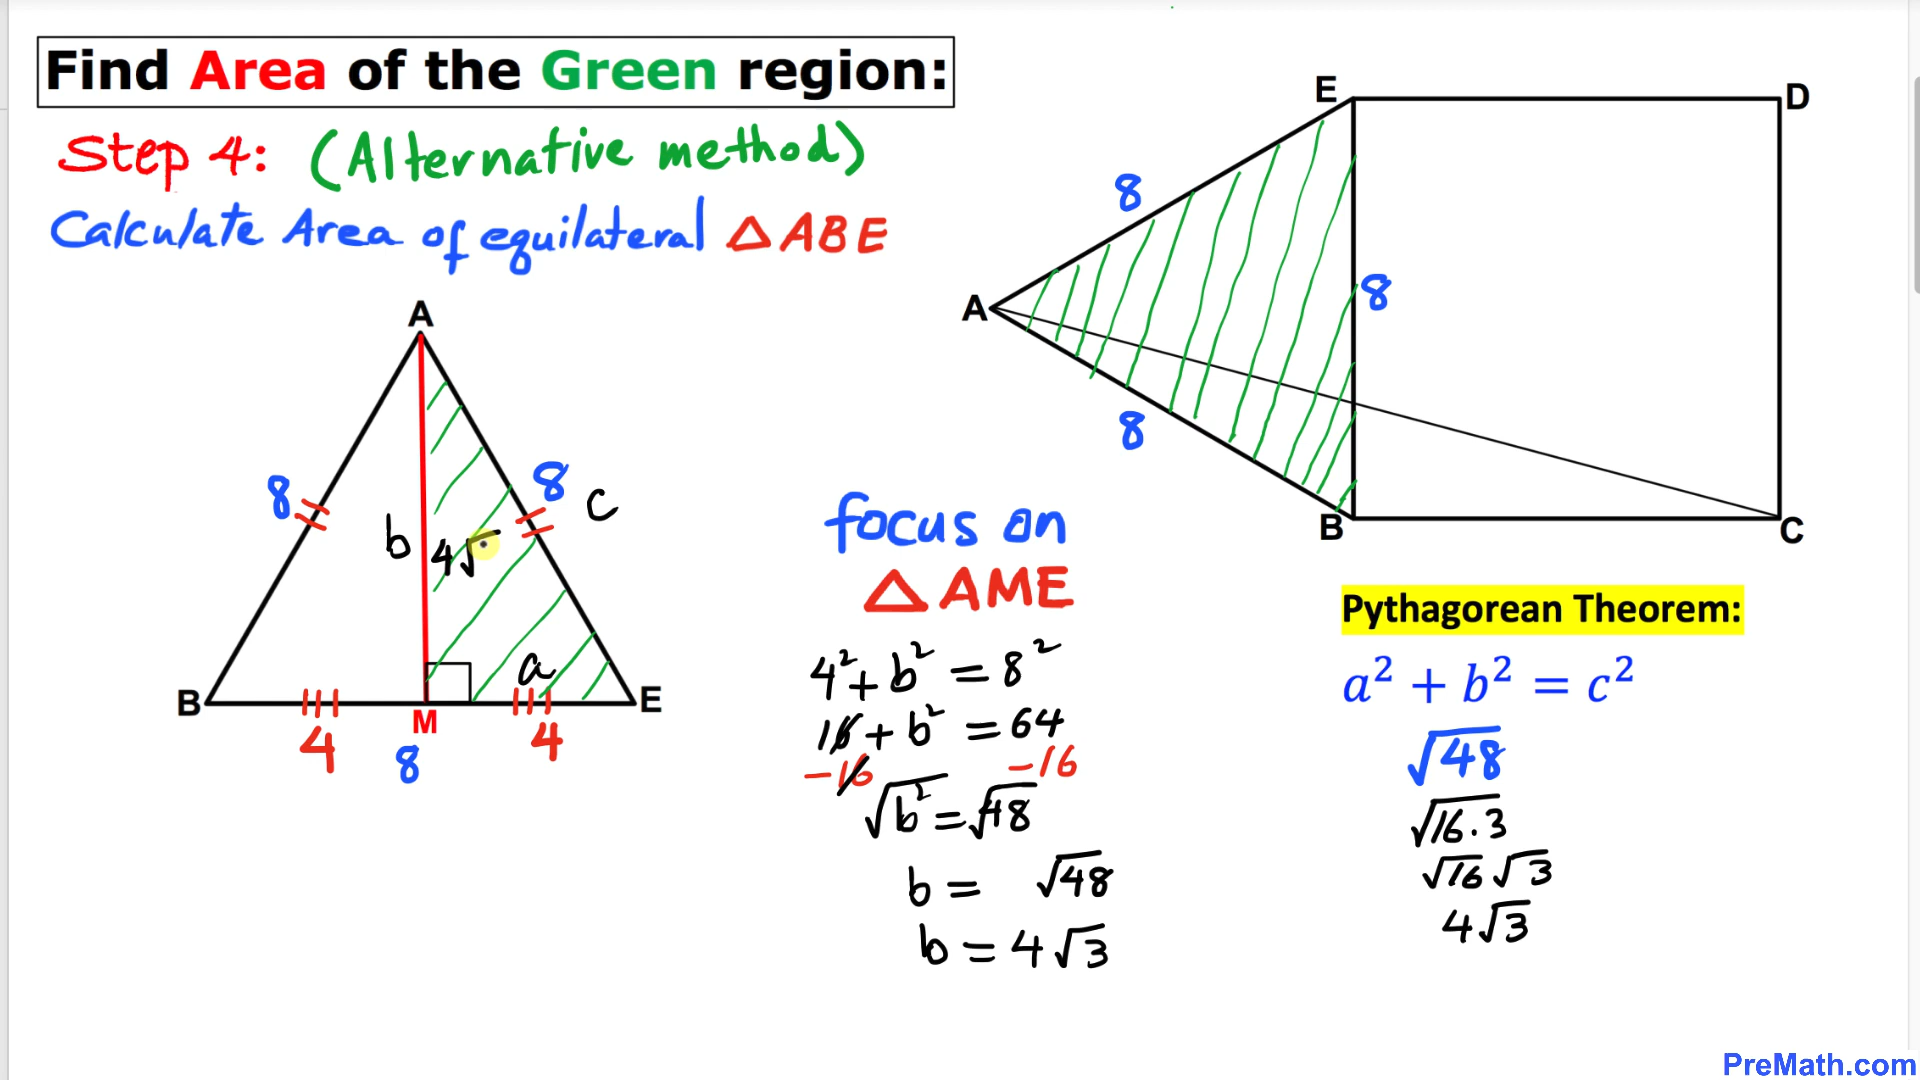 Find Area of the Green region:
Step 4: (Alternative method)
Calculate Area of equilateral △ ABE
A
8
8
c
b
4√
a
B
M
E
4
8
4
focus on
△ AME
4² + b² = 8²
16 + b² = 64
-16 -16
√b² = √48
b = √48
b = 4√3
E
D
8
A
8
8
B
C
Pythagorean Theorem:
a² + b² = c²
√48
√16·3
√16 √3
4√3
PreMath.com